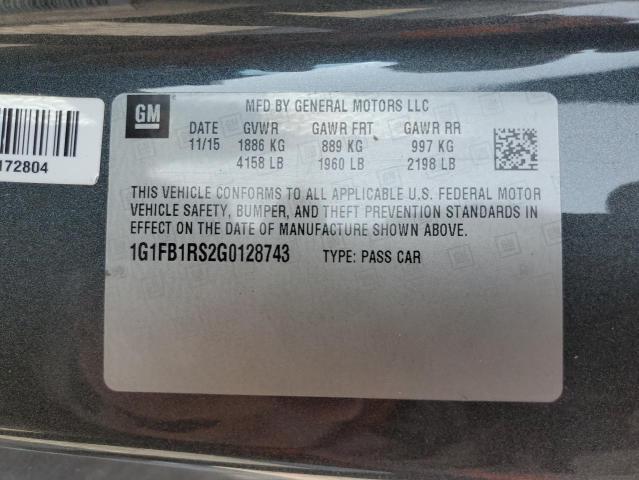 172804
GM
MFD BY GENERAL MOTORS LLC
DATE GVWR GAWR FRT GAWR RR
11/15 1886 KG 889 KG 997 KG
4158 LB 1960 LB 2198 LB
THIS VEHICLE CONFORMS TO ALL APPLICABLE U.S. FEDERAL MOTOR
VEHICLE SAFETY, BUMPER, AND THEFT PREVENTION STANDARDS IN
EFFECT ON THE DATE OF MANUFACTURE SHOWN ABOVE.
1G1FB1RS2G0128743 TYPE: PASS CAR